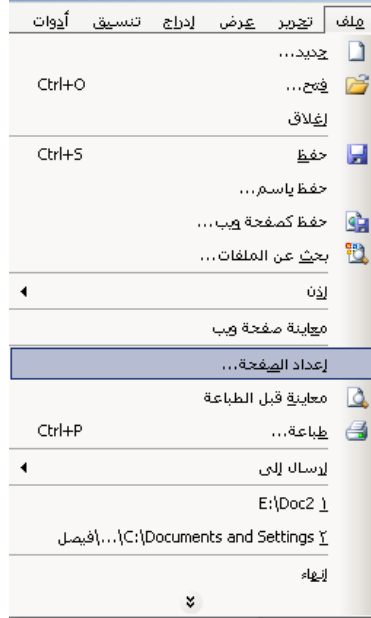 ملف تحرير عرض إدراج تنسيق أدوات
جديد...
فتح... Ctrl+O
إغلاق
حفظ Ctrl+S
حفظ باسم...
حفظ كصفحة ويب...
بحث عن الملفات...
إذن
معاينة صفحة ويب
إعداد الصفحة...
معاينة قبل الطباعة
طباعة... Ctrl+P
إرسال إلى
١ E:\Doc2
٢ C:\Documents and Settings\...\فيصل
إنهاء